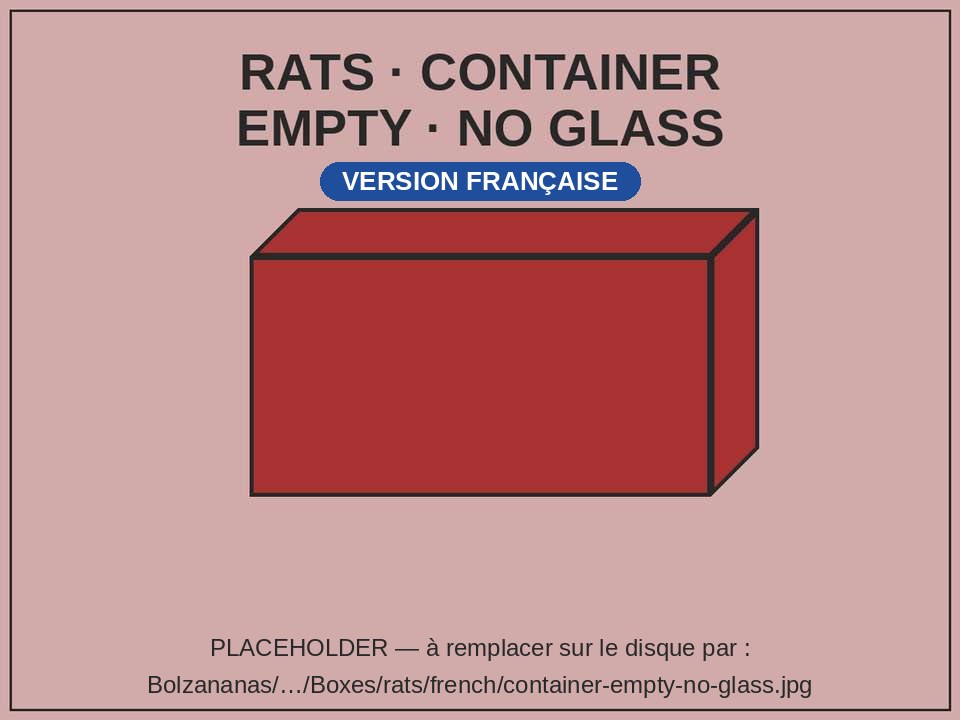 RATS · CONTAINER
EMPTY · NO GLASS
VERSION FRANÇAISE
PLACEHOLDER — à remplacer sur le disque par :
Bolzananas/…/Boxes/rats/french/container-empty-no-glass.jpg